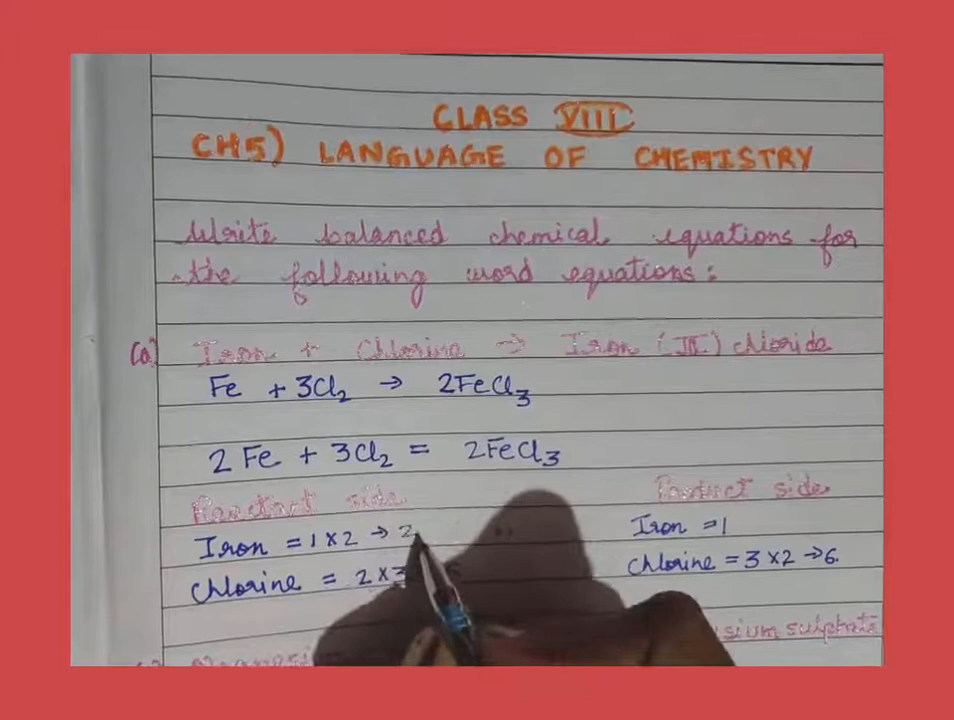 CLASS VIII
CH5) LANGUAGE OF CHEMISTRY
Write balanced chemical equations for
the following word equations:
(a) Iron + Chlorine → Iron (III) chloride
Fe + 3Cl₂ → 2FeCl₃
2 Fe + 3Cl₂ = 2FeCl₃
Reactant side Product side
Iron = 1 × 2 → 2 Iron = 1
Chlorine = 2 × 3 Chlorine = 3 × 2 → 6
sium sulphate